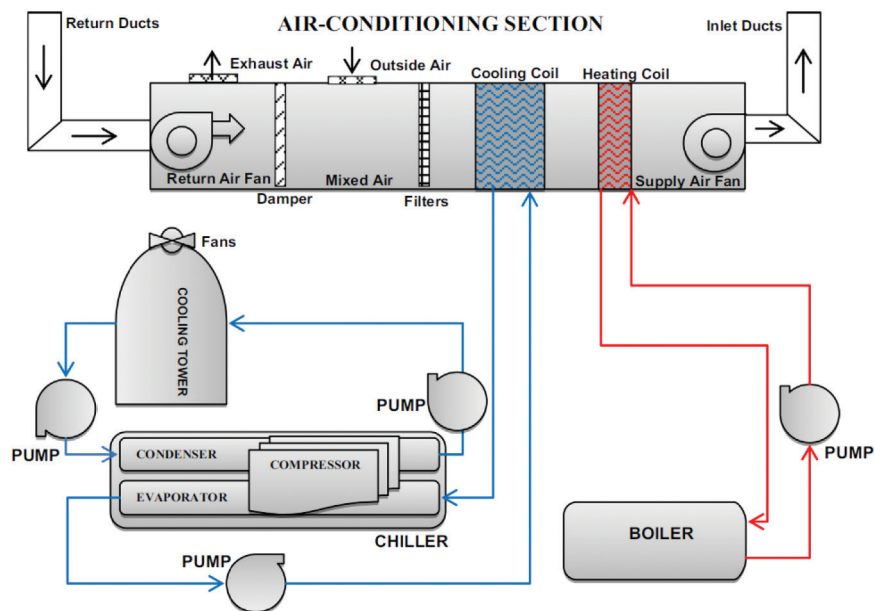 Return Ducts
AIR-CONDITIONING SECTION
Inlet Ducts
Exhaust Air
Outside Air
Cooling Coil
Heating Coil
Return Air Fan
Mixed Air
Supply Air Fan
Damper
Filters
Fans
COOLING TOWER
PUMP
PUMP
CONDENSER
COMPRESSOR
EVAPORATOR
CHILLER
PUMP
PUMP
BOILER